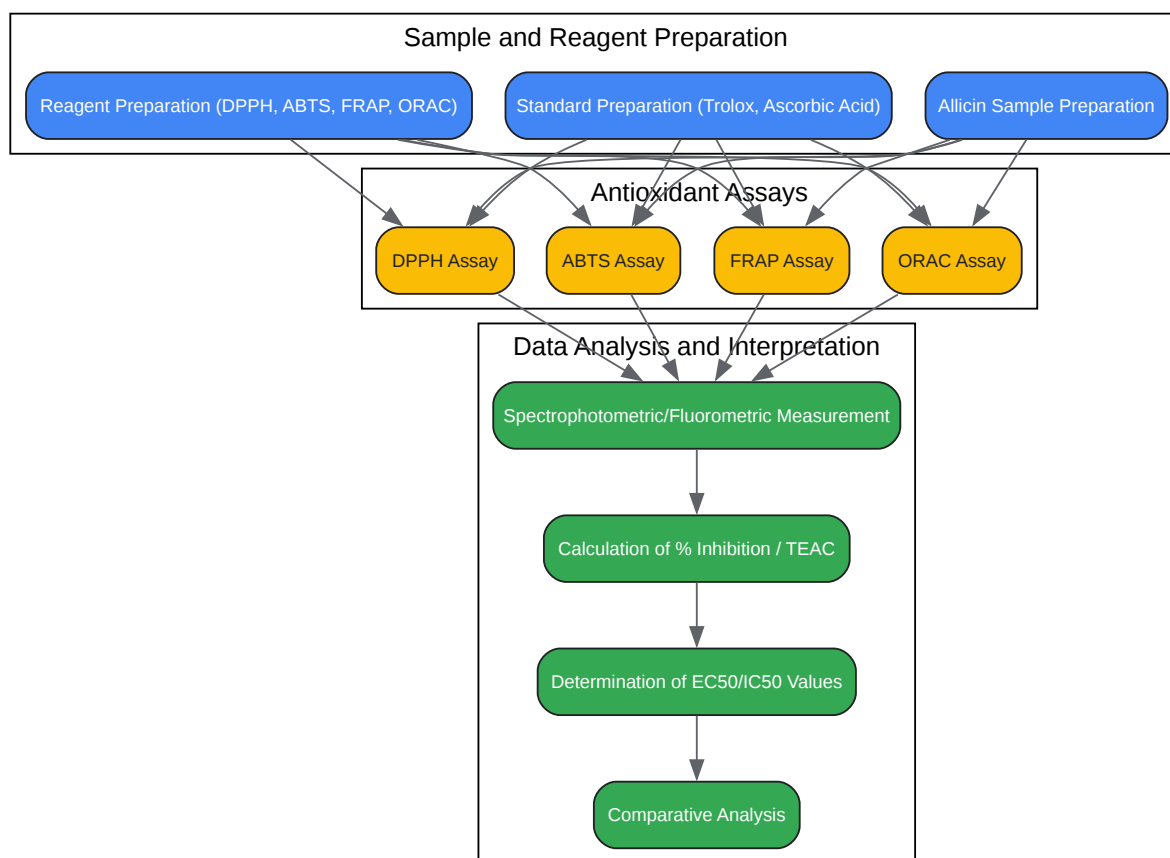 Sample and Reagent Preparation
Reagent Preparation (DPPH, ABTS, FRAP, ORAC)
Standard Preparation (Trolox, Ascorbic Acid)
Allicin Sample Preparation
Antioxidant Assays
DPPH Assay
ABTS Assay
FRAP Assay
ORAC Assay
Data Analysis and Interpretation
Spectrophotometric/Fluorometric Measurement
Calculation of % Inhibition / TEAC
Determination of EC50/IC50 Values
Comparative Analysis